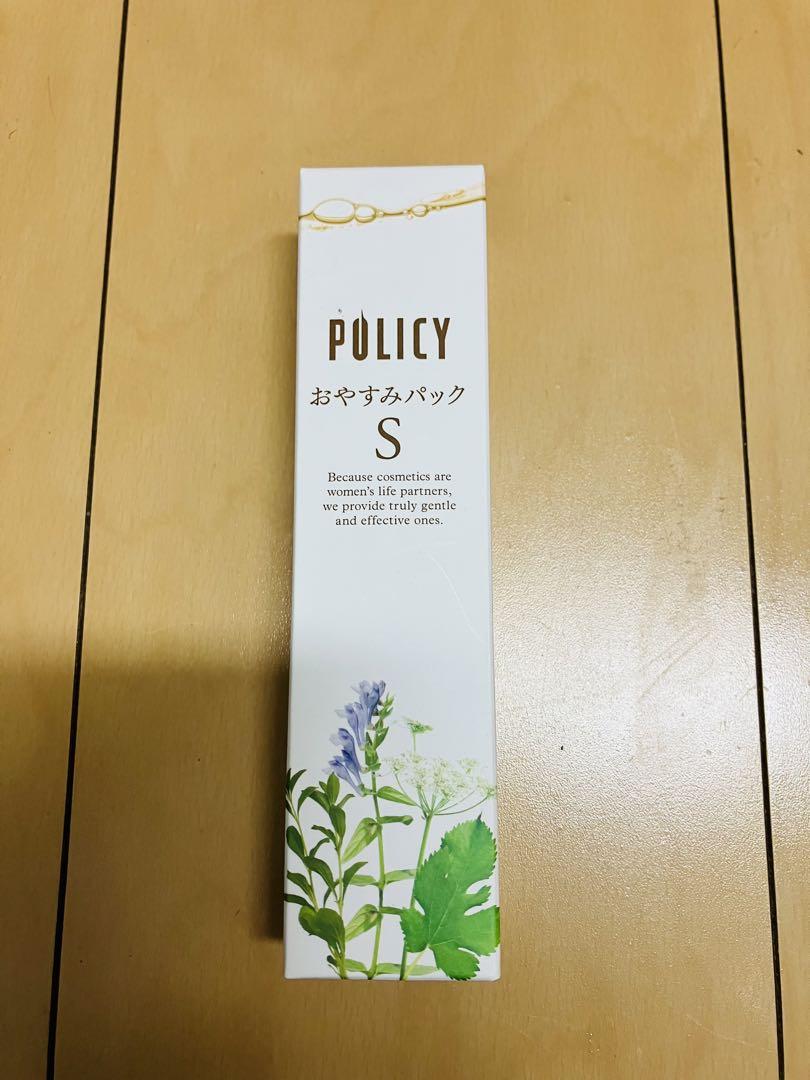 POLICY
おやすみパック
S
Because cosmetics are
women's life partners,
we provide truly gentle
and effective ones.